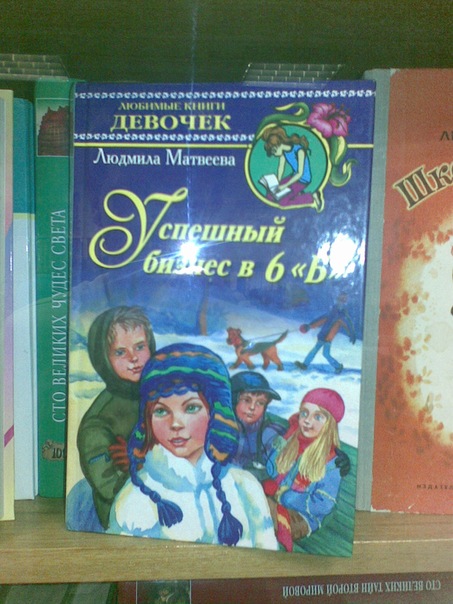 ЛЮБИМЫЕ КНИГИ
ДЕВОЧЕК
ЛЮДМИЛА МАТВЕЕВА
Успешный
бизнес в 6 «Б»
СТО ВЕЛИКИХ ЧУДЕС СВЕТА
СТО ВЕЛИКИХ ТАЙН ВТОРОЙ МИРОВОЙ